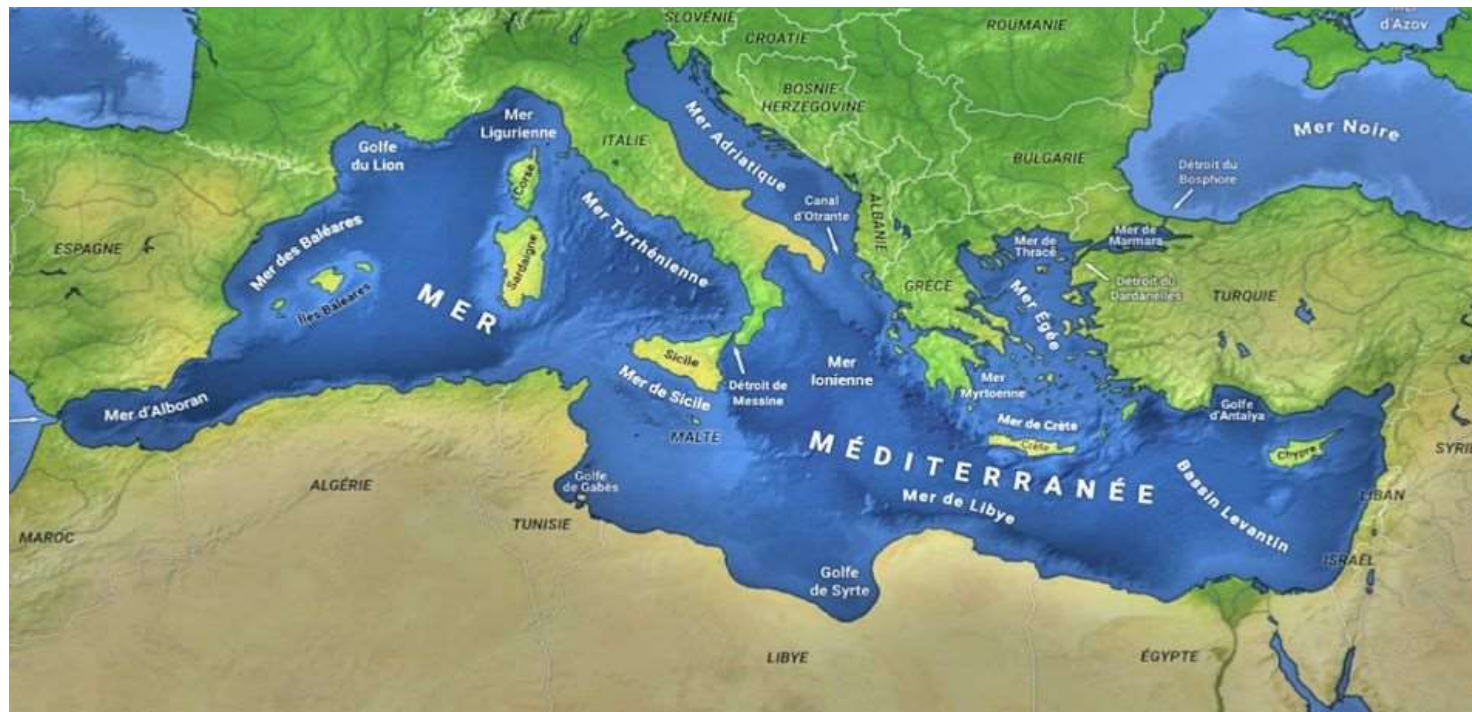 SLOVÉNIE
CROATIE
ROUMANIE
d'Azov
BOSNIE-
HERZEGOVINE
Mer
Ligurienne
ITALIE
Mer Adriatique
Mer Noire
Golfe
du Lion
BULGARIE
Détroit du
Bosphore
Corse
Canal
d'Otrante
ALBANIE
Mer des Baléares
ESPAGNE
Mer Tyrrhénienne
Mer de
Thrace
Mer de
Marmara
Sardaigne
Îles Baléares
GRÈCE
Mer Égée
Détroit du
Dardanelles
TURQUIE
MER
Sicile
Mer de Sicile
Détroit de
Messine
Mer
Ionienne
Mer
Myrtoenne
Mer d'Alboran
Golfe
d'Antalya
MALTE
Mer de Crète
Crète
Chypre
SYRIE
MÉDITERRANÉE
Bassin Levantin
ALGÉRIE
Golfe
de Gabès
Mer de Libye
LIBAN
MAROC
TUNISIE
ISRAËL
Golfe
de Syrte
LIBYE
ÉGYPTE